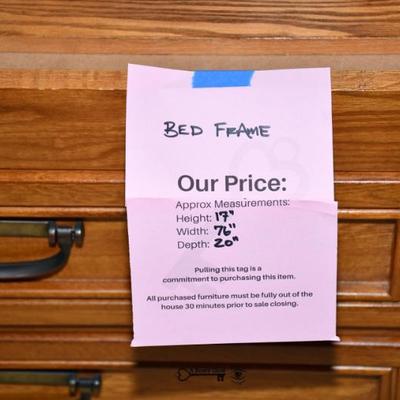 BED FRAME
Our Price:
Approx Measurements:
Height: 17"
Width: 76"
Depth: 20"
Pulling this tag is a
commitment to purchasing this item.
All purchased furniture must be fully out of the
house 30 minutes prior to sale closing.